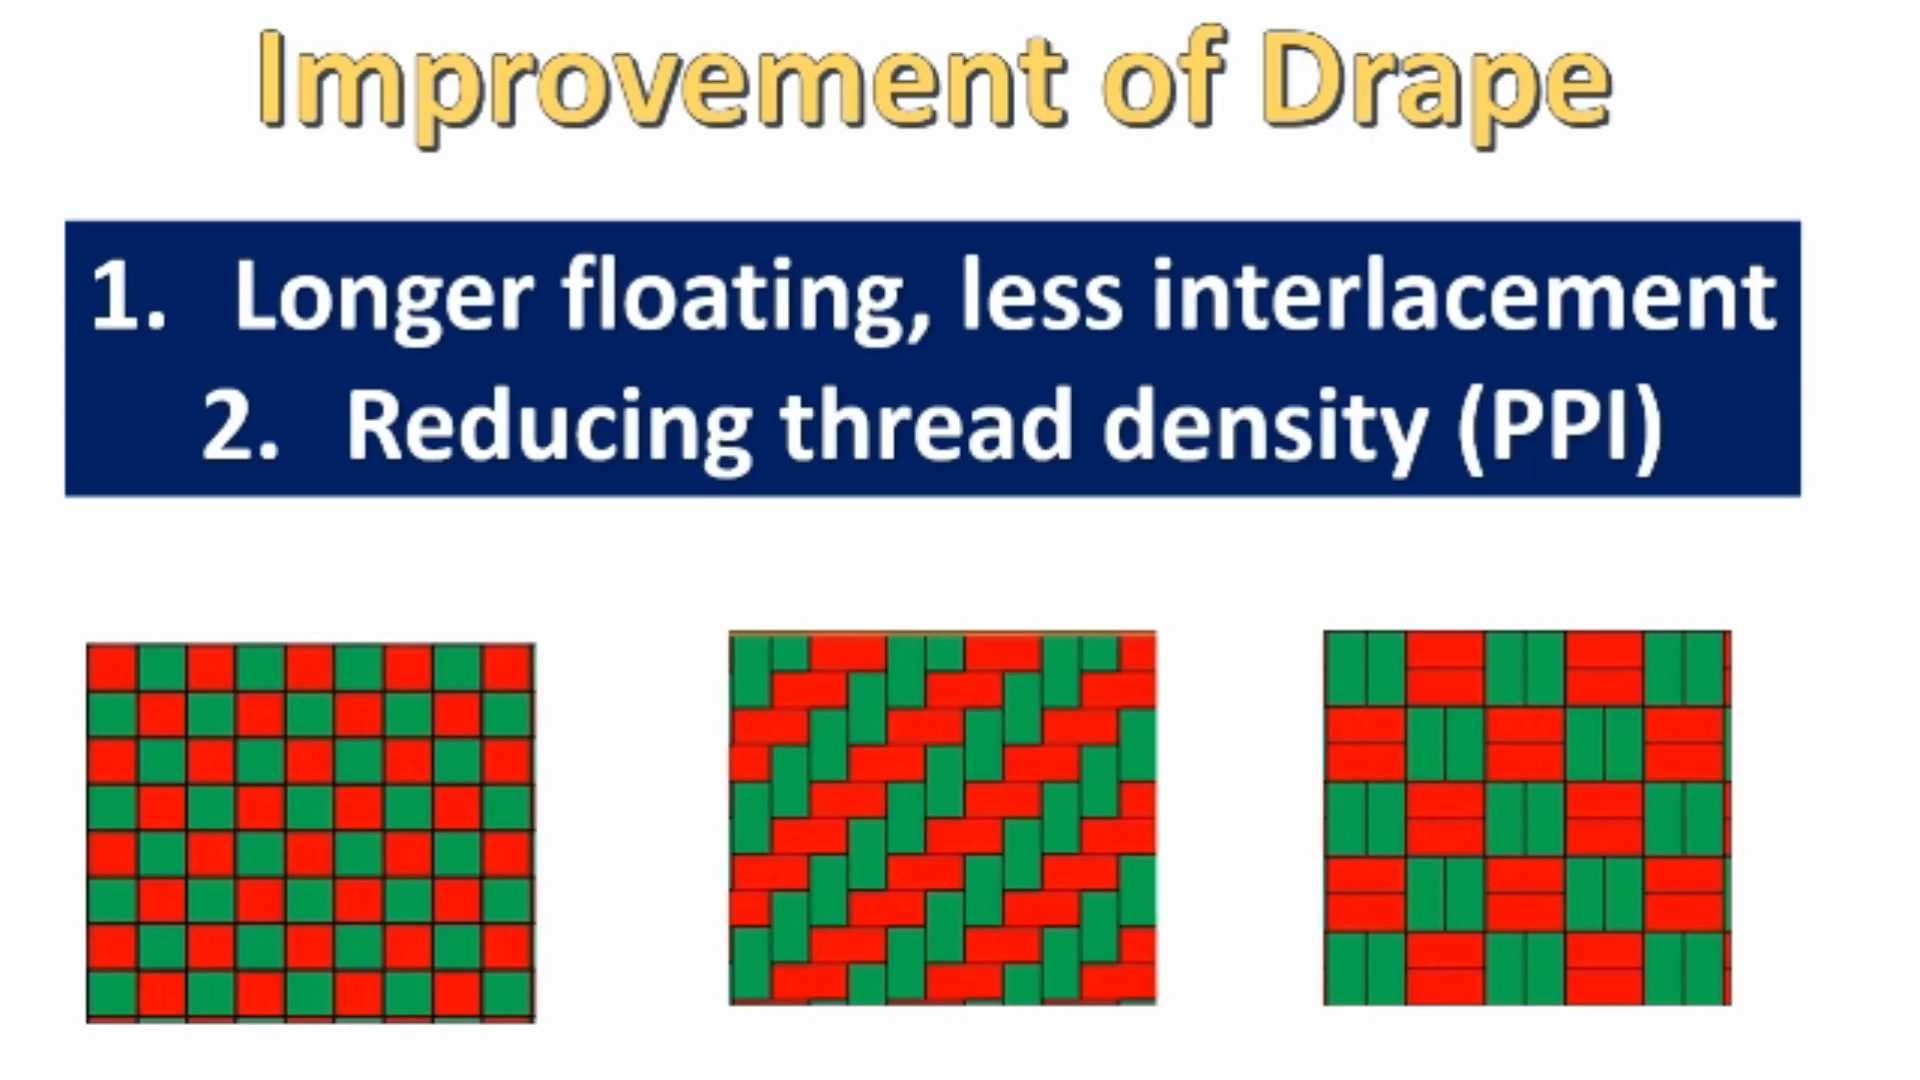 Improvement of Drape
1. Longer floating, less interlacement
2. Reducing thread density (PPI)